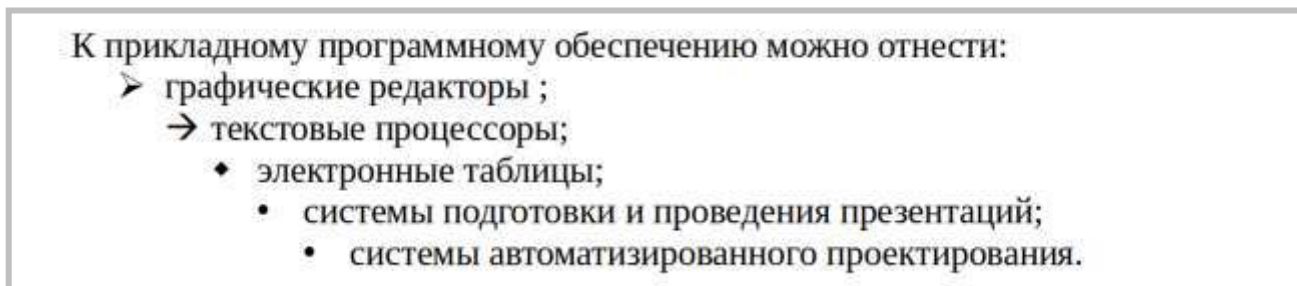 К прикладному программному обеспечению можно отнести:
➢ графические редакторы ;
→ текстовые процессоры;
◆ электронные таблицы;
• системы подготовки и проведения презентаций;
• системы автоматизированного проектирования.